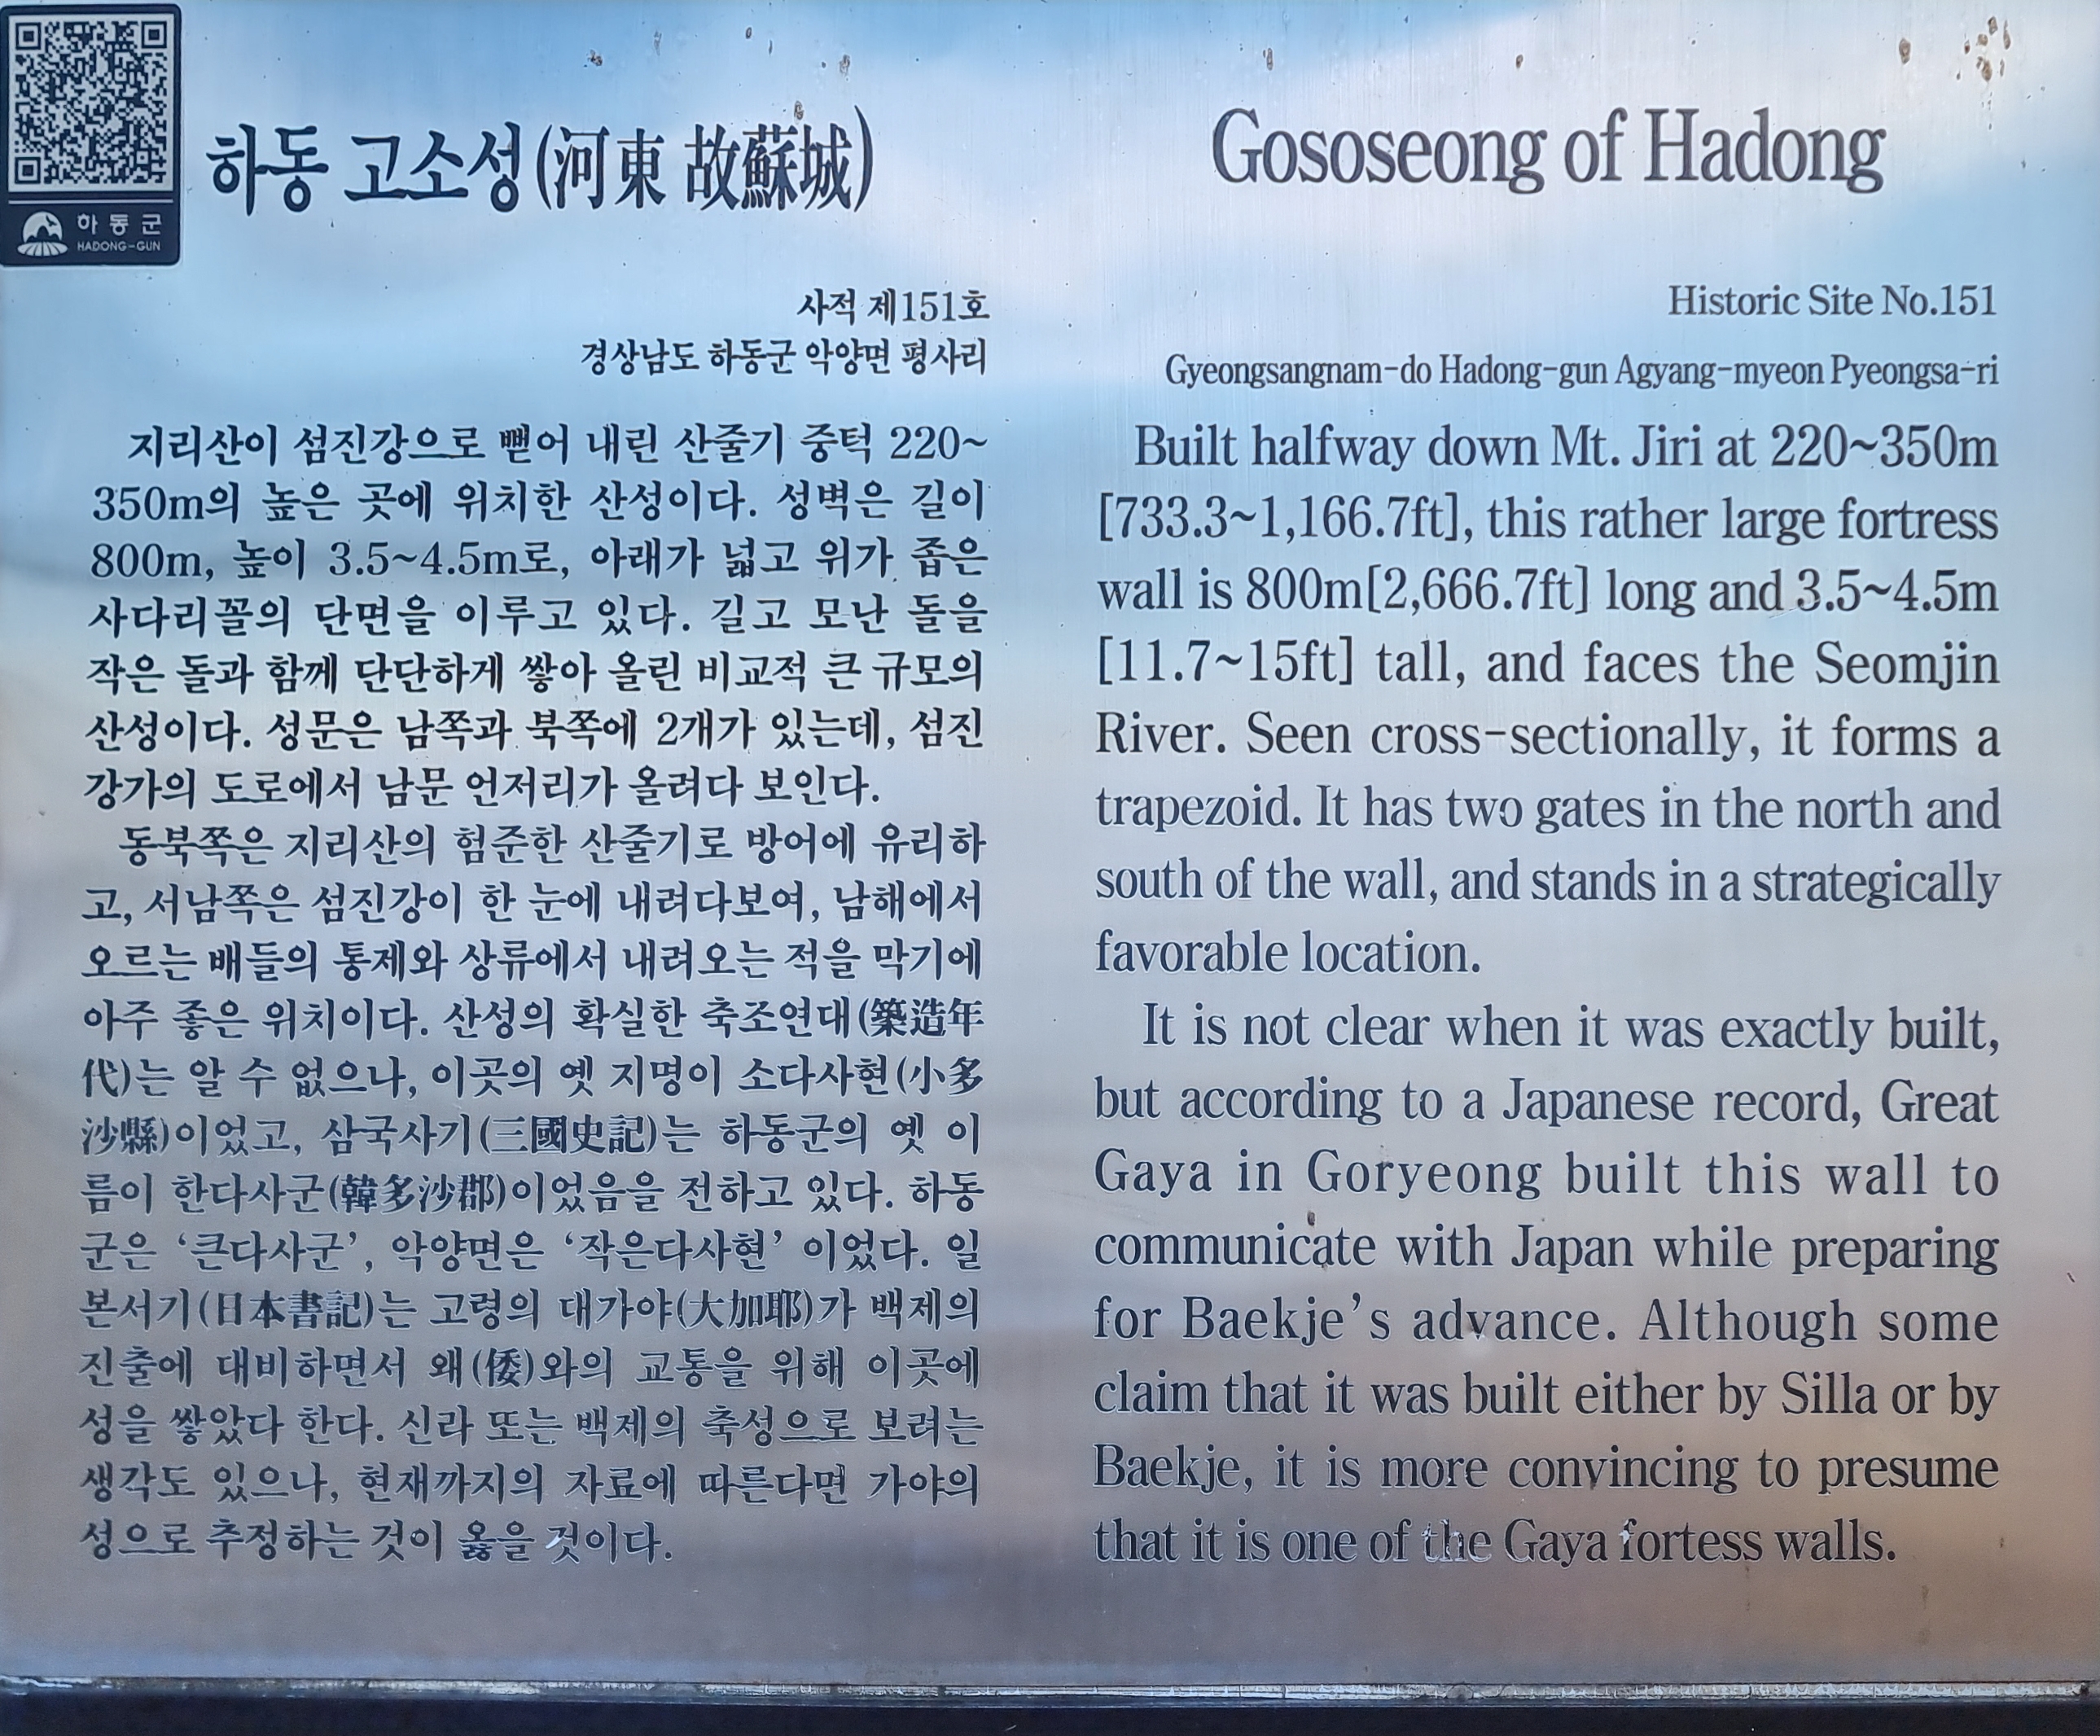 하동군
HADONG-GUN
하동 고소성(河東 故蘇城)
사적 제151호
경상남도 하동군 악양면 평사리
지리산이 섬진강으로 뻗어 내린 산줄기 중턱 220~
350m의 높은 곳에 위치한 산성이다. 성벽은 길이
800m, 높이 3.5~4.5m로, 아래가 넓고 위가 좁은
사다리꼴의 단면을 이루고 있다. 길고 모난 돌을
작은 돌과 함께 단단하게 쌓아 올린 비교적 큰 규모의
산성이다. 성문은 남쪽과 북쪽에 2개가 있는데, 섬진
강가의 도로에서 남문 언저리가 올려다 보인다.
동북쪽은 지리산의 험준한 산줄기로 방어에 유리하
고, 서남쪽은 섬진강이 한 눈에 내려다보여, 남해에서
오르는 배들의 통제와 상류에서 내려오는 적을 막기에
아주 좋은 위치이다. 산성의 확실한 축조연대(築造年
代)는 알 수 없으나, 이곳의 옛 지명이 소다사현(小多
沙縣)이었고, 삼국사기(三國史記)는 하동군의 옛 이
름이 한다사군(韓多沙郡)이었음을 전하고 있다. 하동
군은 ‘큰다사군’, 악양면은 ‘작은다사현’ 이었다. 일
본서기(日本書記)는 고령의 대가야(大加耶)가 백제의
진출에 대비하면서 왜(倭)와의 교통을 위해 이곳에
성을 쌓았다 한다. 신라 또는 백제의 축성으로 보려는
생각도 있으나, 현재까지의 자료에 따른다면 가야의
성으로 추정하는 것이 옳을 것이다.
Gososeong of Hadong
Historic Site No.151
Gyeongsangnam-do Hadong-gun Agyang-myeon Pyeongsa-ri
Built halfway down Mt. Jiri at 220~350m
[733.3~1,166.7ft], this rather large fortress
wall is 800m[2,666.7ft] long and 3.5~4.5m
[11.7~15ft] tall, and faces the Seomjin
River. Seen cross-sectionally, it forms a
trapezoid. It has two gates in the north and
south of the wall, and stands in a strategically
favorable location.
It is not clear when it was exactly built,
but according to a Japanese record, Great
Gaya in Goryeong built this wall to
communicate with Japan while preparing
for Baekje’s advance. Although some
claim that it was built either by Silla or by
Baekje, it is more convincing to presume
that it is one of the Gaya fortess walls.